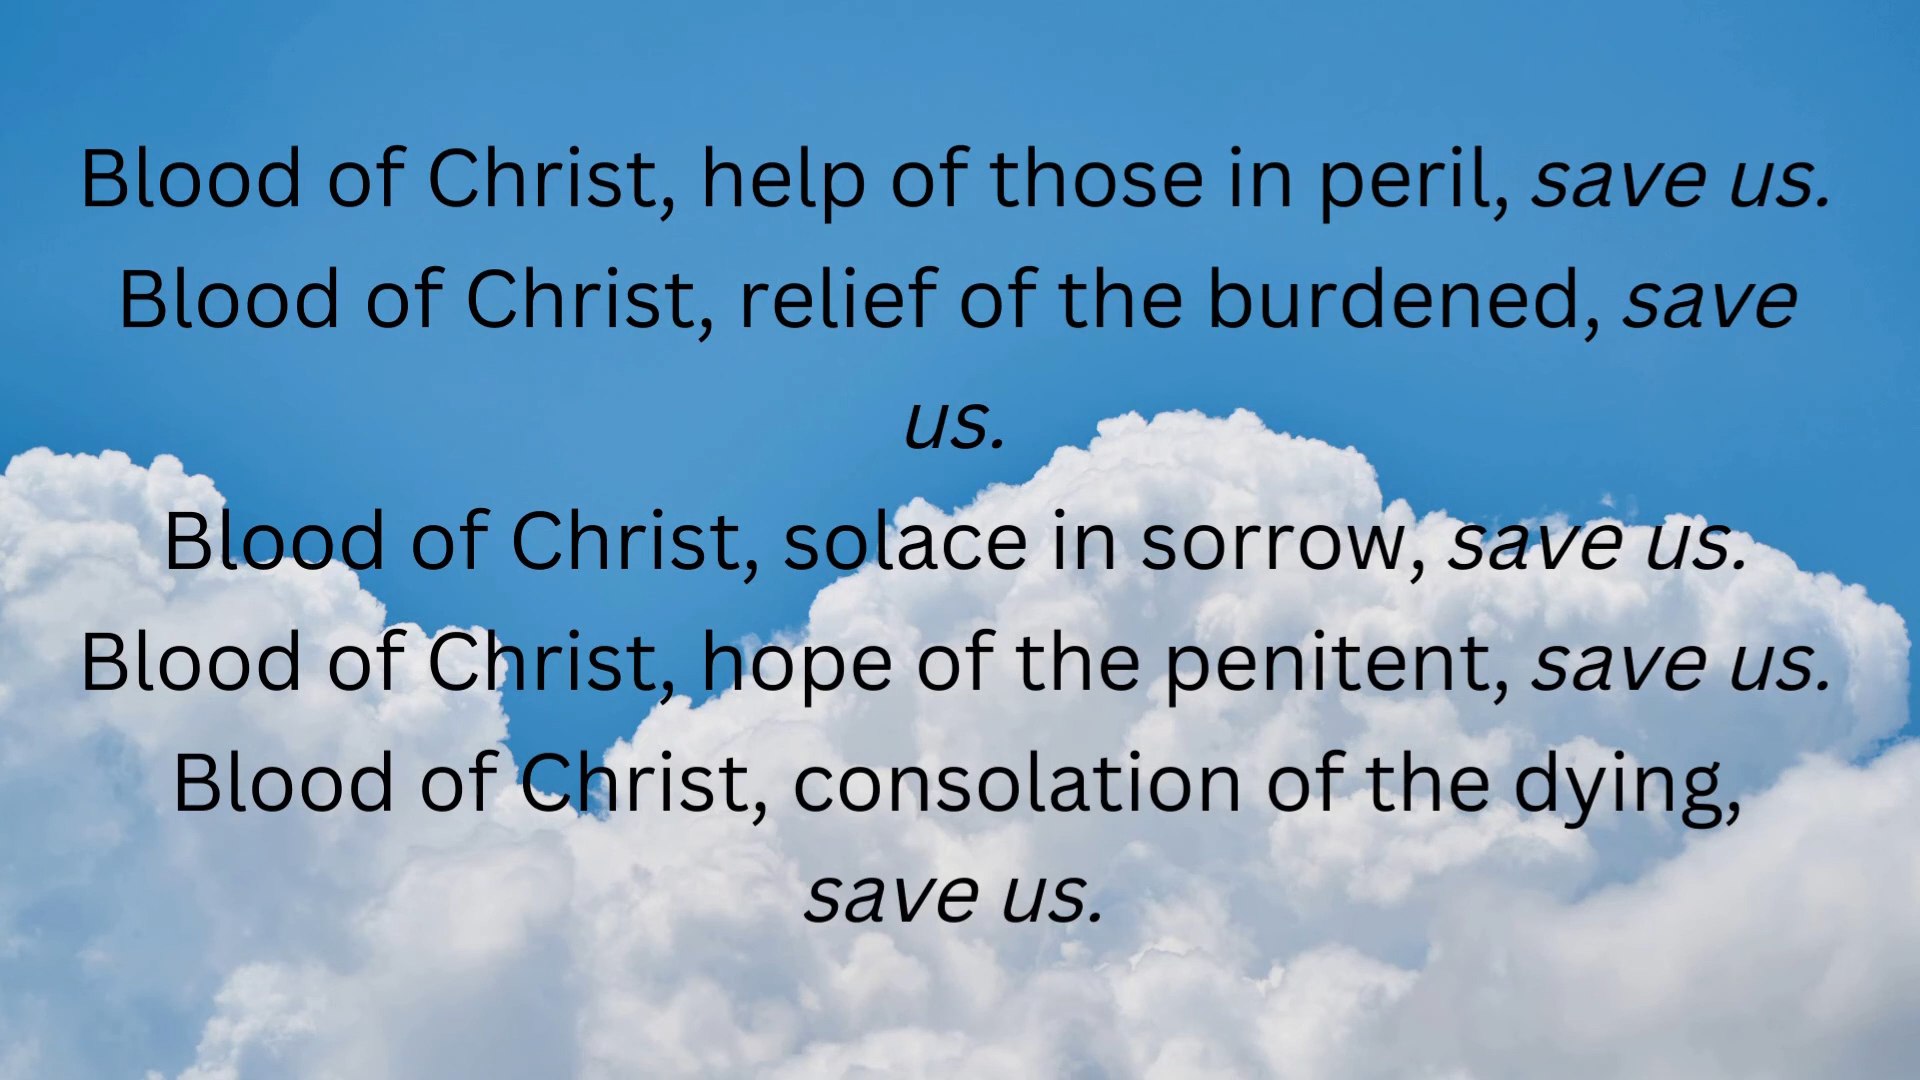 Blood of Christ, help of those in peril, save us.
Blood of Christ, relief of the burdened, save
us.
Blood of Christ, solace in sorrow, save us.
Blood of Christ, hope of the penitent, save us.
Blood of Christ, consolation of the dying,
save us.